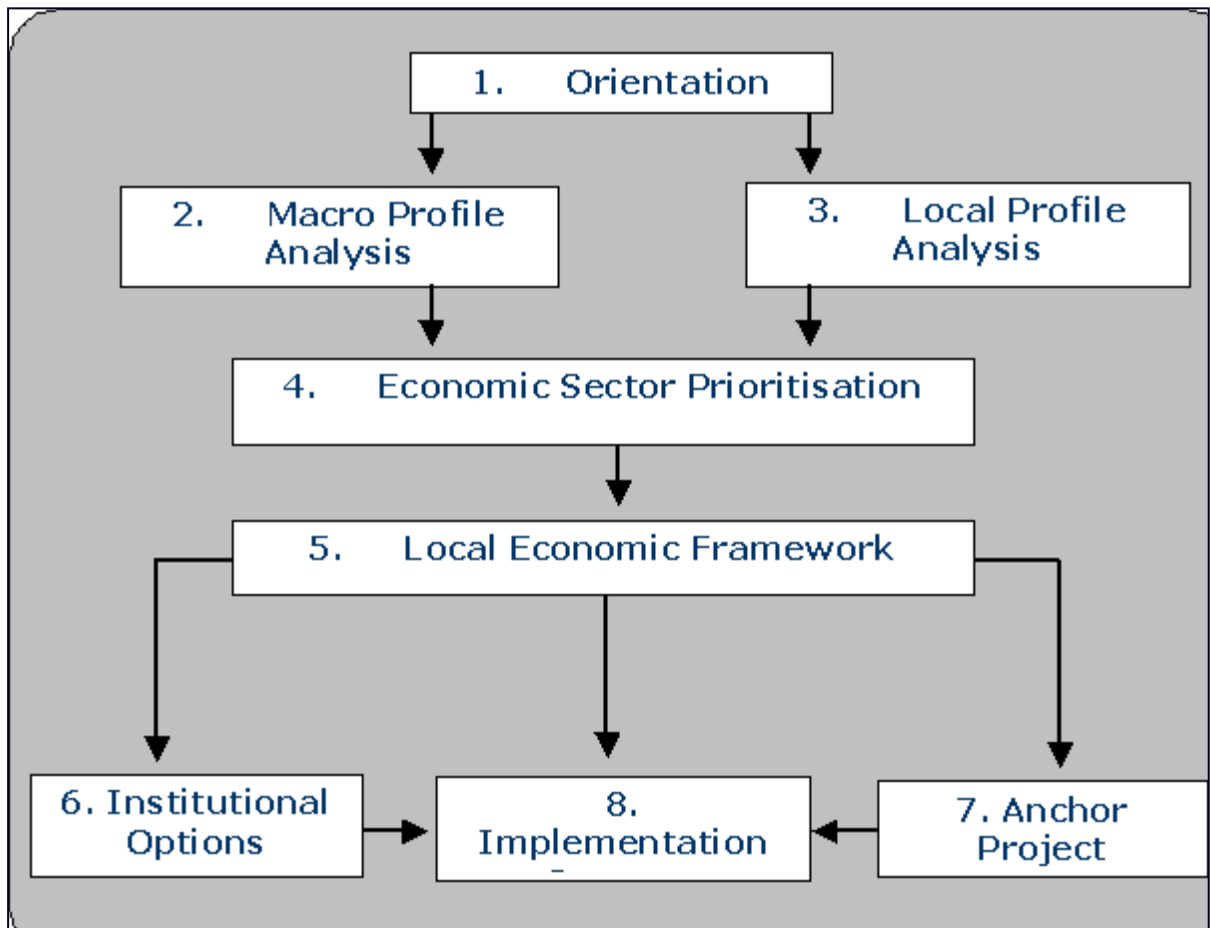 1. Orientation
2. Macro Profile
Analysis
3. Local Profile
Analysis
4. Economic Sector Prioritisation
5. Local Economic Framework
6. Institutional
Options
8.
Implementation
7. Anchor
Project